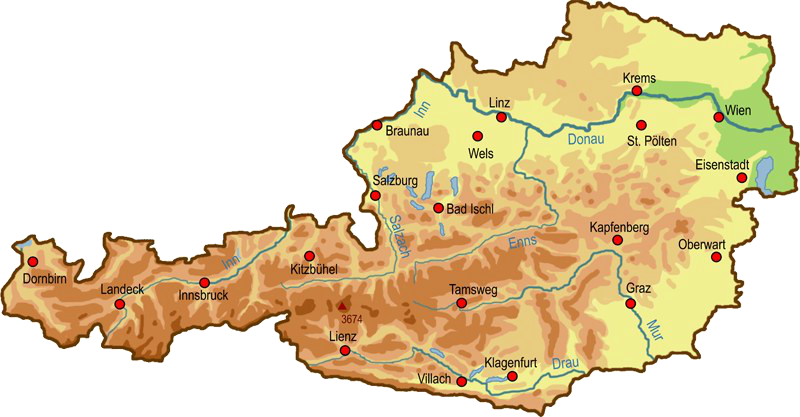 Krems
Inn
Linz
Wien
Braunau
Donau
St. Pölten
Wels
Eisenstadt
Salzburg
Bad Ischl
Salzach
Kapfenberg
Enns
Oberwart
Inn
Kitzbühel
Dornbirn
Landeck
Innsbruck
Tamsweg
Graz
3674
Mur
Lienz
Klagenfurt
Drau
Villach